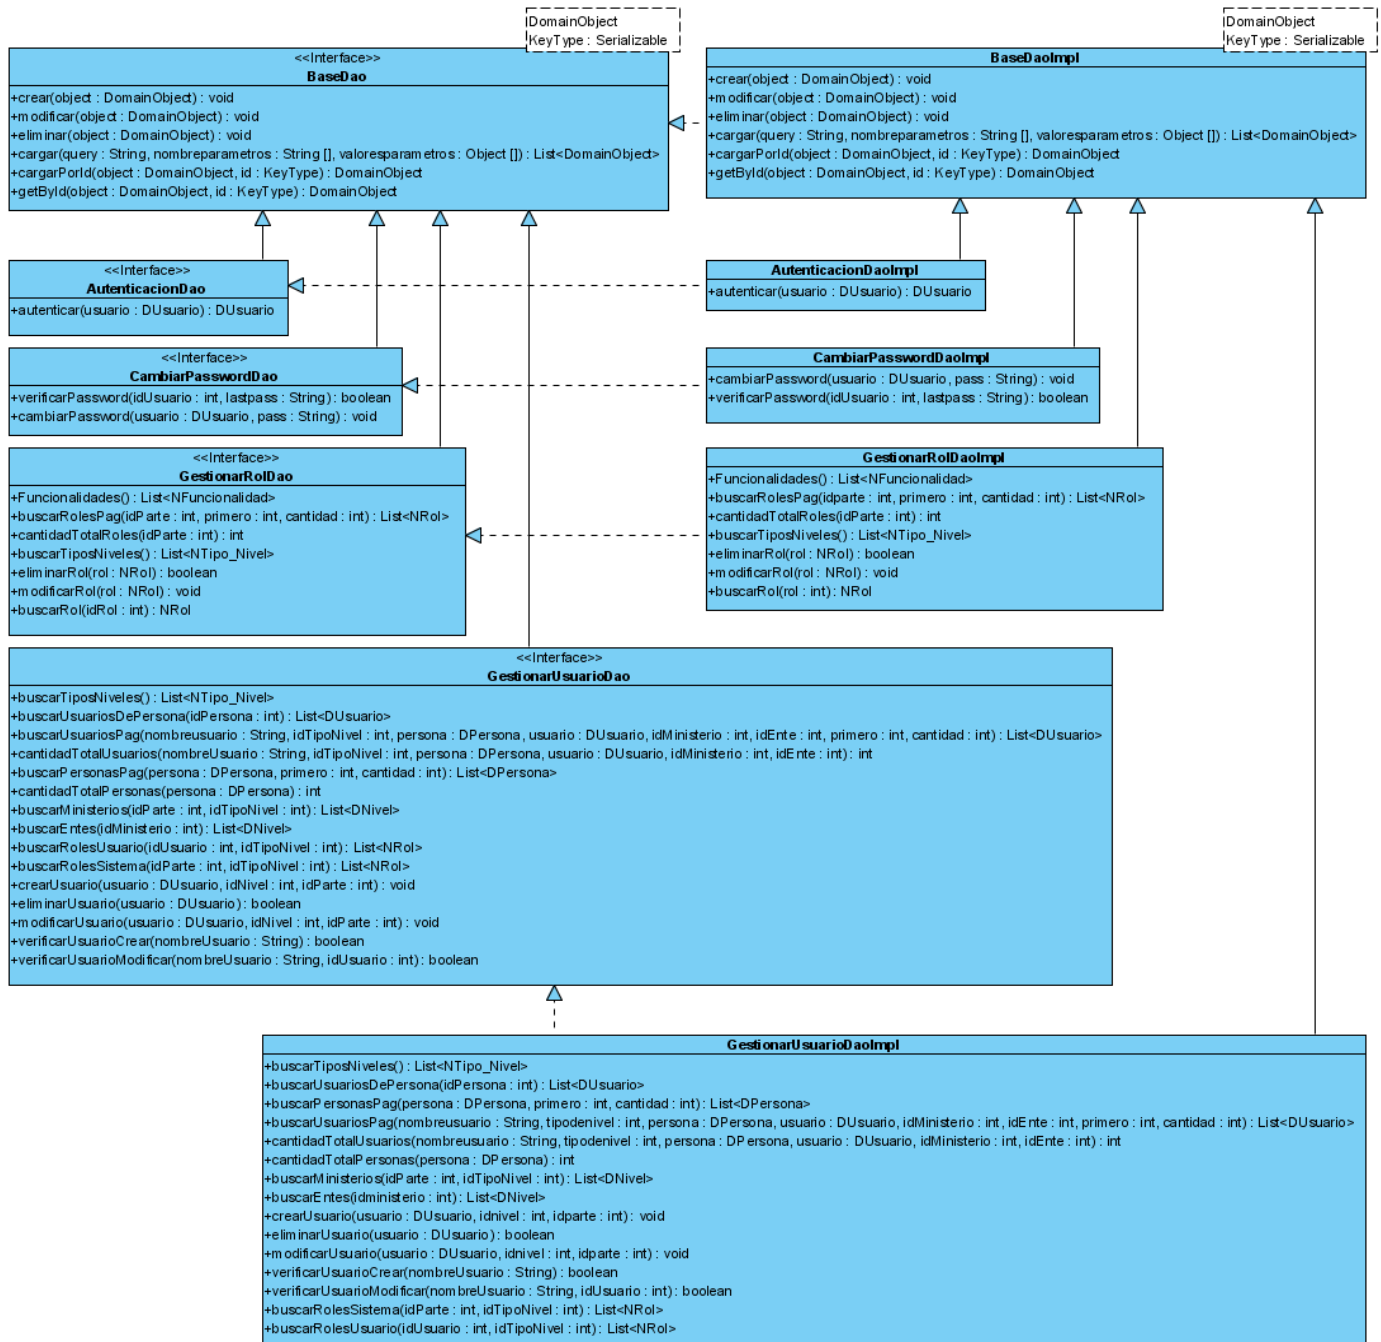 DomainObject
KeyType : Serializable
<<Interface>>
BaseDao
+crear(object : DomainObject) : void
+modificar(object : DomainObject) : void
+eliminar(object : DomainObject) : void
+cargar(query : String, nombreparametros : String [], valoresparametros : Object []) : List<DomainObject>
+cargarPorId(object : DomainObject, id : KeyType) : DomainObject
+getById(object : DomainObject, id : KeyType) : DomainObject
DomainObject
KeyType : Serializable
BaseDaoImpl
+crear(object : DomainObject) : void
+modificar(object : DomainObject) : void
+eliminar(object : DomainObject) : void
+cargar(query : String, nombreparametros : String [], valoresparametros : Object []) : List<DomainObject>
+cargarPorId(object : DomainObject, id : KeyType) : DomainObject
+getById(object : DomainObject, id : KeyType) : DomainObject
<<Interface>>
AutenticacionDao
+autenticar(usuario : DUsuario) : DUsuario
AutenticacionDaoImpl
+autenticar(usuario : DUsuario) : DUsuario
<<Interface>>
CambiarPasswordDao
+verificarPassword(idUsuario : int, lastpass : String) : boolean
+cambiarPassword(usuario : DUsuario, pass : String) : void
CambiarPasswordDaoImpl
+cambiarPassword(usuario : DUsuario, pass : String) : void
+verificarPassword(idUsuario : int, lastpass : String) : boolean
<<Interface>>
GestionarRolDao
+Funcionalidades() : List<NFuncionalidad>
+buscarRolesPag(idParte : int, primero : int, cantidad : int) : List<NRol>
+cantidadTotalRoles(idParte : int) : int
+buscarTiposNiveles() : List<NTipo_Nivel>
+eliminarRol(rol : NRol) : boolean
+modificarRol(rol : NRol) : void
+buscarRol(idRol : int) : NRol
GestionarRolDaoImpl
+Funcionalidades() : List<NFuncionalidad>
+buscarRolesPag(idparte : int, primero : int, cantidad : int) : List<NRol>
+cantidadTotalRoles(idParte : int) : int
+buscarTiposNiveles() : List<NTipo_Nivel>
+eliminarRol(rol : NRol) : boolean
+modificarRol(rol : NRol) : void
+buscarRol(rol : int) : NRol
<<Interface>>
GestionarUsuarioDao
+buscarTiposNiveles() : List<NTipo_Nivel>
+buscarUsuariosDePersona(idPersona : int) : List<DUsuario>
+buscarUsuariosPag(nombreusuario : String, idTipoNivel : int, persona : DPersona, usuario : DUsuario, idMinisterio : int, idEnte : int, primero : int, cantidad : int) : List<DUsuario>
+cantidadTotalUsuarios(nombreUsuario : String, idTipoNivel : int, persona : DPersona, usuario : DUsuario, idMinisterio : int, idEnte : int) : int
+buscarPersonasPag(persona : DPersona, primero : int, cantidad : int) : List<DPersona>
+cantidadTotalPersonas(persona : DPersona) : int
+buscarMinisterios(idParte : int, idTipoNivel : int) : List<DNivel>
+buscarEntes(idMinisterio : int) : List<DNivel>
+buscarRolesUsuario(idUsuario : int, idTipoNivel : int) : List<NRol>
+buscarRolesSistema(idParte : int, idTipoNivel : int) : List<NRol>
+crearUsuario(usuario : DUsuario, idNivel : int, idParte : int) : void
+eliminarUsuario(usuario : DUsuario) : boolean
+modificarUsuario(usuario : DUsuario, idNivel : int, idParte : int) : void
+verificarUsuarioCrear(nombreUsuario : String) : boolean
+verificarUsuarioModificar(nombreUsuario : String, idUsuario : int) : boolean
GestionarUsuarioDaoImpl
+buscarTiposNiveles() : List<NTipo_Nivel>
+buscarUsuariosDePersona(idPersona : int) : List<DUsuario>
+buscarPersonasPag(persona : DPersona, primero : int, cantidad : int) : List<DPersona>
+buscarUsuariosPag(nombreusuario : String, tipodenivel : int, persona : DPersona, usuario : DUsuario, idMinisterio : int, idEnte : int, primero : int, cantidad : int) : List<DUsuario>
+cantidadTotalUsuarios(nombreusuario : String, tipodenivel : int, persona : DPersona, usuario : DUsuario, idMinisterio : int, idEnte : int) : int
+cantidadTotalPersonas(persona : DPersona) : int
+buscarMinisterios(idParte : int, idTipoNivel : int) : List<DNivel>
+buscarEntes(idministerio : int) : List<DNivel>
+crearUsuario(usuario : DUsuario, idnivel : int, idparte : int) : void
+eliminarUsuario(usuario : DUsuario) : boolean
+modificarUsuario(usuario : DUsuario, idnivel : int, idparte : int) : void
+verificarUsuarioCrear(nombreUsuario : String) : boolean
+verificarUsuarioModificar(nombreUsuario : String, idUsuario : int) : boolean
+buscarRolesSistema(idParte : int, idTipoNivel : int) : List<NRol>
+buscarRolesUsuario(idUsuario : int, idTipoNivel : int) : List<NRol>